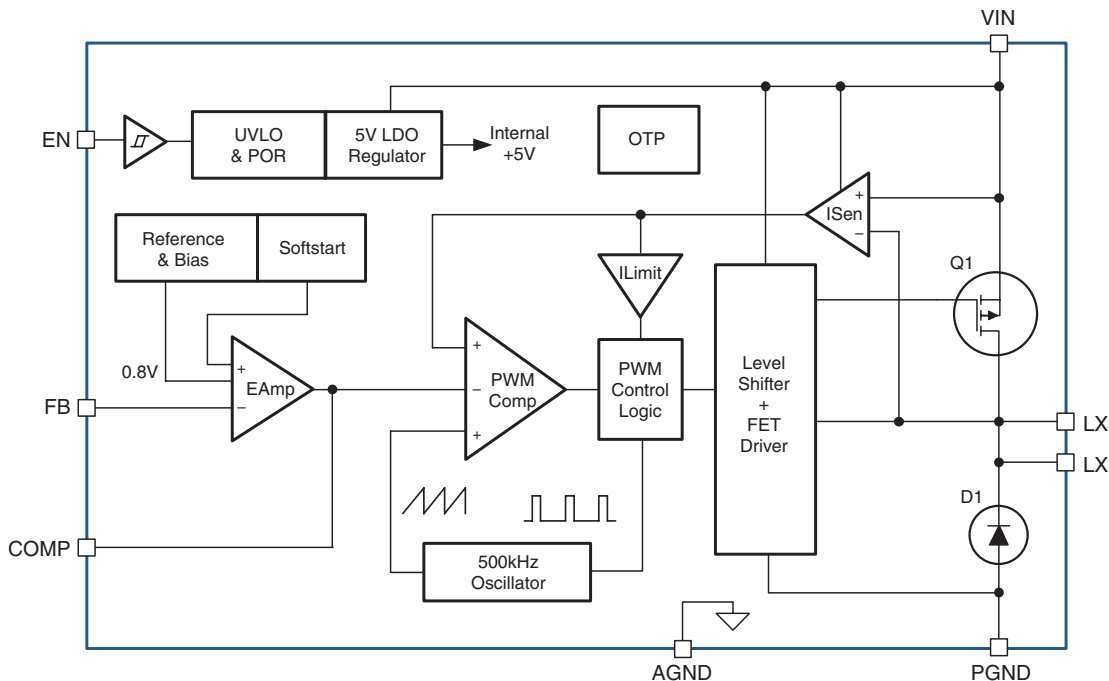 VIN
EN
UVLO
& POR
5V LDO
Regulator
Internal
+5V
OTP
+
ISen
–
Reference
& Bias
Softstart
ILimit
Q1
0.8V
+
EAmp
–
+
PWM
Comp
–
+
PWM
Control
Logic
Level
Shifter
+
FET
Driver
FB
LX
LX
D1
COMP
500kHz
Oscillator
AGND
PGND